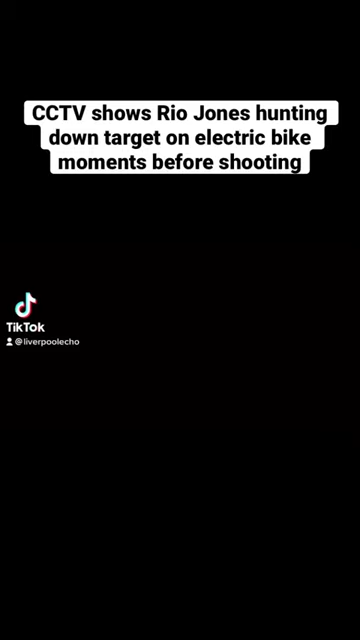 CCTV shows Rio Jones hunting
down target on electric bike
moments before shooting
TikTok
@liverpoolecho